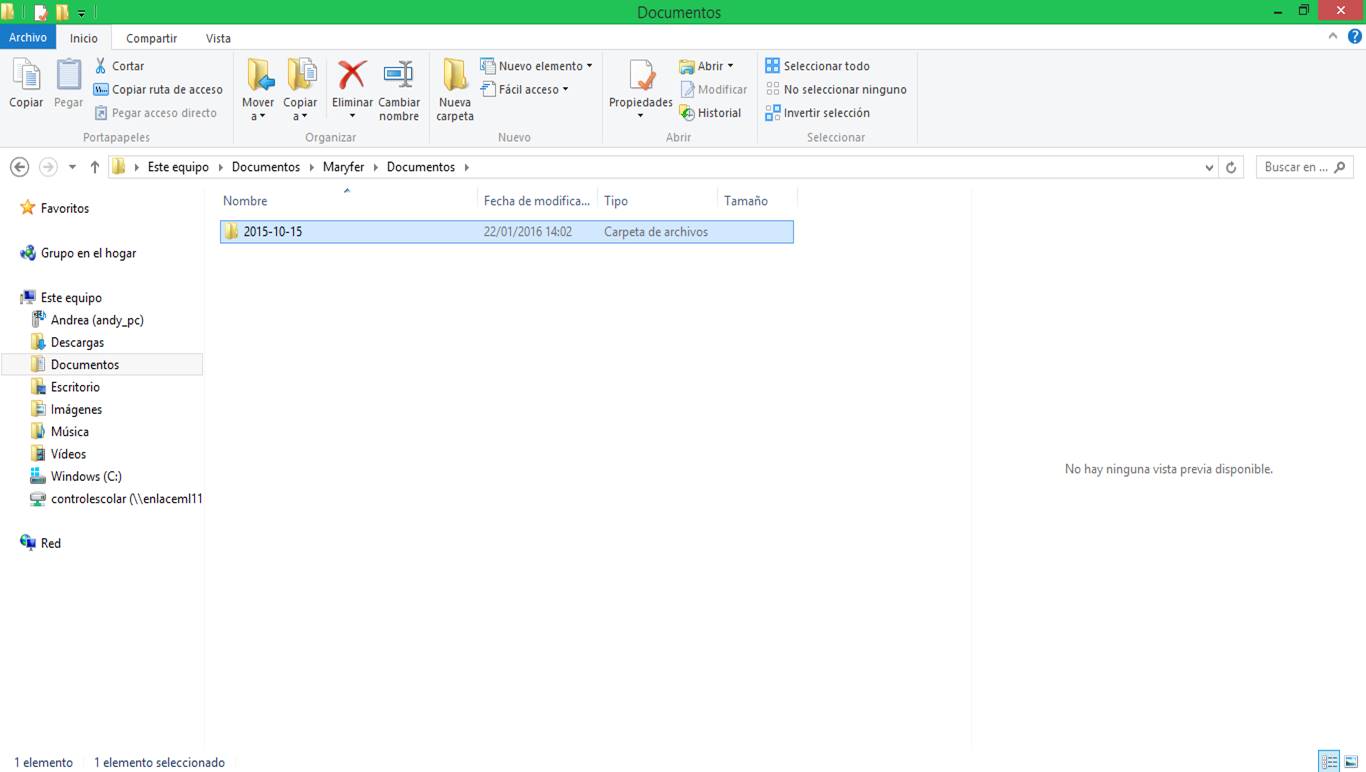 Documentos
Archivo Inicio Compartir Vista
Copiar
Pegar
Cortar
Copiar ruta de acceso
Pegar acceso directo
Portapapeles
Mover a
Copiar a
Eliminar
Cambiar nombre
Organizar
Nueva carpeta
Nuevo elemento
Fácil acceso
Nuevo
Propiedades
Abrir
Modificar
Historial
Abrir
Seleccionar todo
No seleccionar ninguno
Invertir selección
Seleccionar
Este equipo Documentos Maryfer Documentos
Buscar en ...
Nombre Fecha de modifica... Tipo Tamaño
2015-10-15 22/01/2016 14:02 Carpeta de archivos
Favoritos
Grupo en el hogar
Este equipo
Andrea (andy_pc)
Descargas
Documentos
Escritorio
Imágenes
Música
Vídeos
Windows (C:)
controlescolar (\\enlaceml11
Red
No hay ninguna vista previa disponible.
1 elemento 1 elemento seleccionado